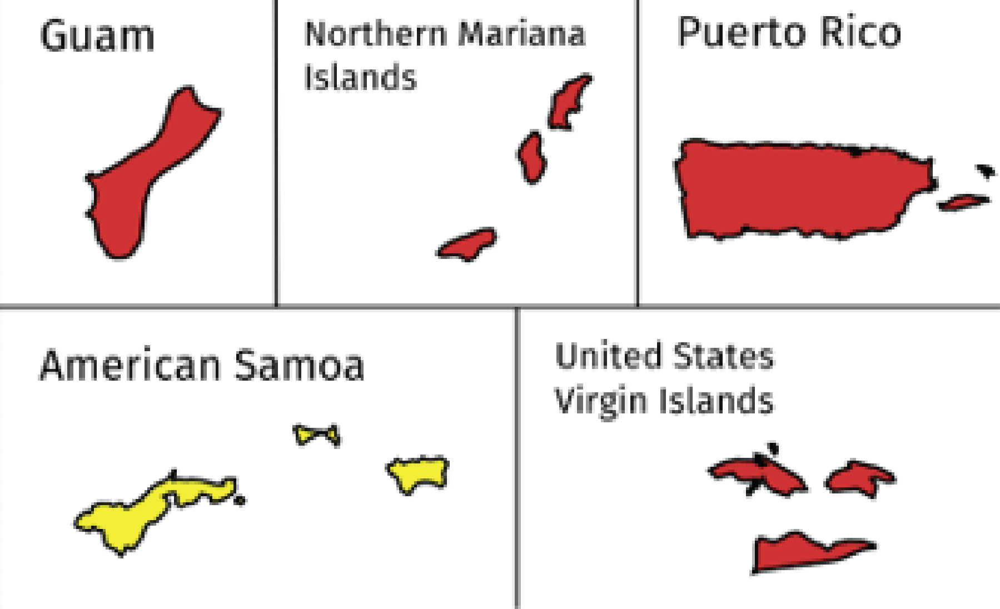 Guam
Northern Mariana
Islands
Puerto Rico
American Samoa
United States
Virgin Islands